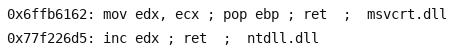 0x6ffb6162: mov edx, ecx ; pop ebp ; ret  ;  msvcrt.dll
0x77f226d5: inc edx ; ret  ;  ntdll.dll